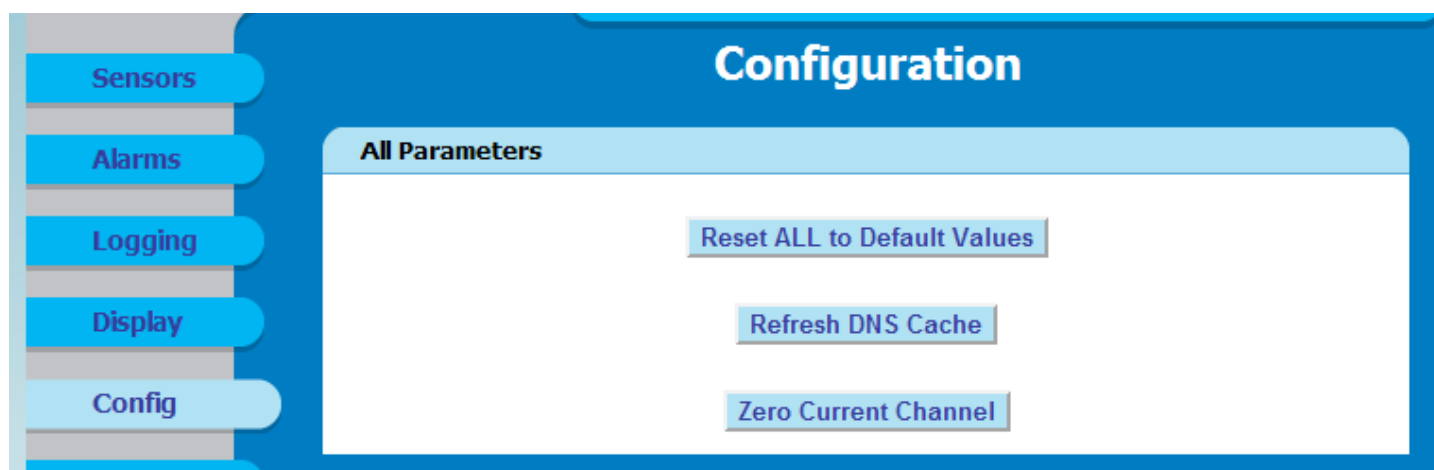 Configuration
Sensors
Alarms
Logging
Display
Config
All Parameters
Reset ALL to Default Values
Refresh DNS Cache
Zero Current Channel